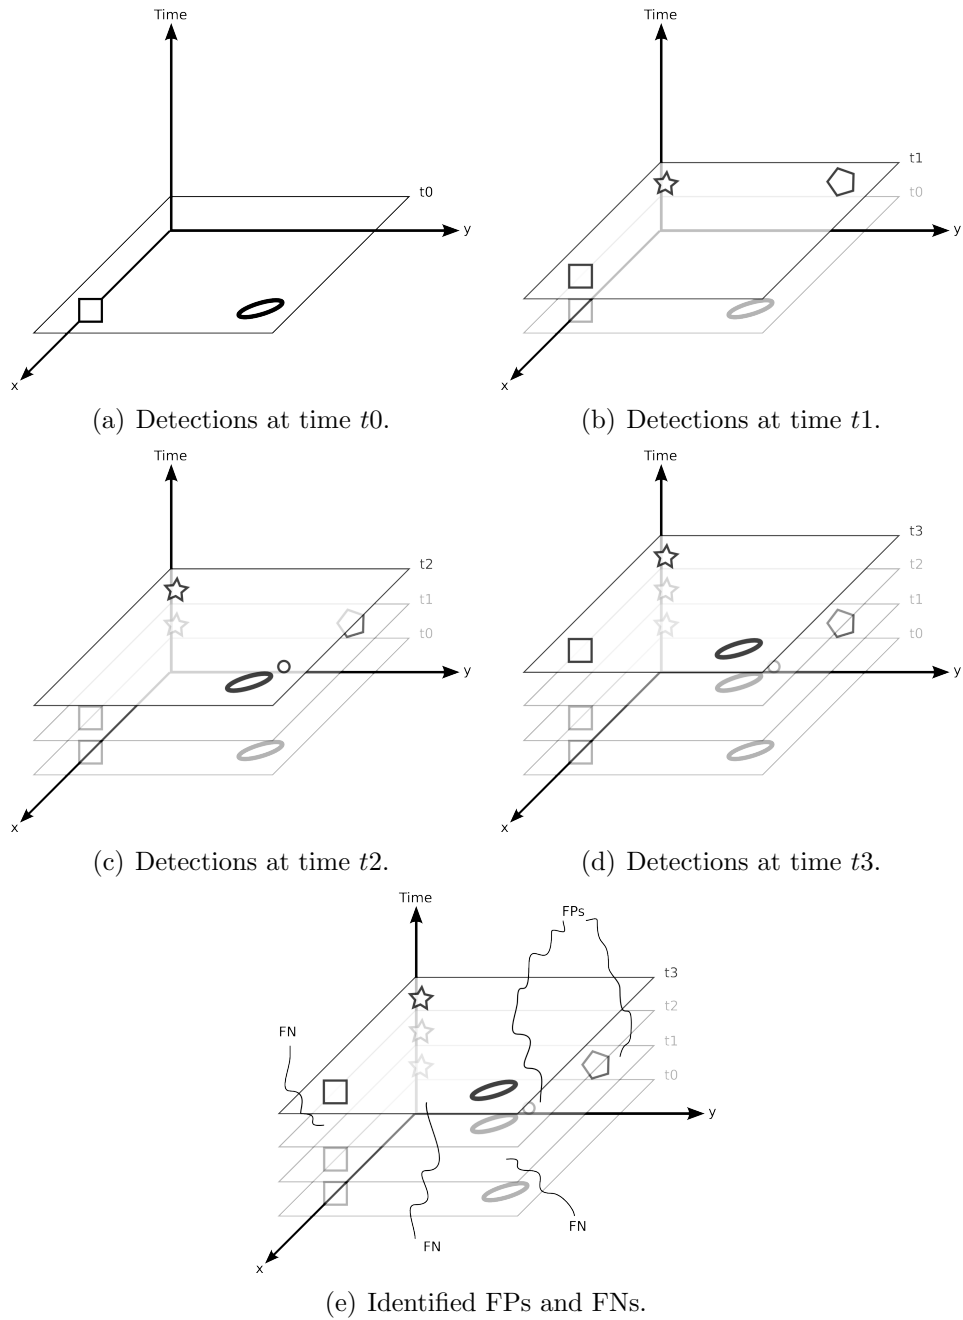 Time
t0
y
x
(a) Detections at time t0.
Time
t1
t0
y
x
(b) Detections at time t1.
Time
t2
t1
t0
y
x
(c) Detections at time t2.
Time
t3
t2
t1
t0
y
x
(d) Detections at time t3.
Time
FPs
t3
t2
FN
t1
t0
y
FN
FN
x
(e) Identified FPs and FNs.